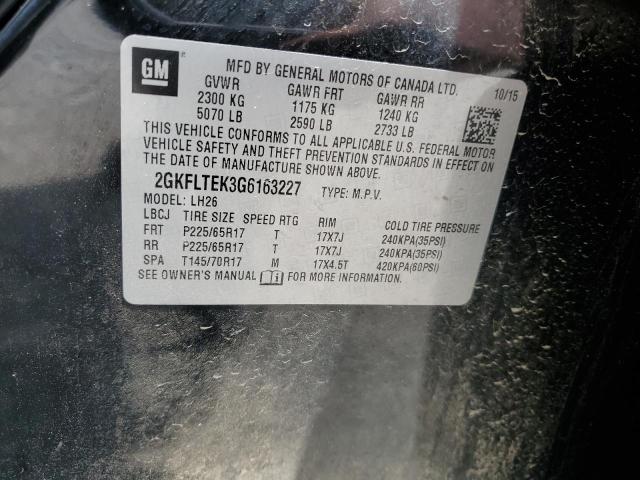 GM
MFD BY GENERAL MOTORS OF CANADA LTD. 10/15
GVWR GAWR FRT GAWR RR
2300 KG 1175 KG 1240 KG
5070 LB 2590 LB 2733 LB
THIS VEHICLE CONFORMS TO ALL APPLICABLE U.S. FEDERAL MOTOR
VEHICLE SAFETY AND THEFT PREVENTION STANDARDS IN EFFECT ON
THE DATE OF MANUFACTURE SHOWN ABOVE.
2GKFLTEK3G6163227 TYPE: M.P.V.
MODEL: LH26
LBCJ TIRE SIZE SPEED RTG RIM COLD TIRE PRESSURE
FRT P225/65R17 T 17X7J 240KPA(35PSI)
RR P225/65R17 T 17X7J 240KPA(35PSI)
SPA T145/70R17 M 17X4.5T 420KPA(60PSI)
SEE OWNER'S MANUAL FOR MORE INFORMATION.